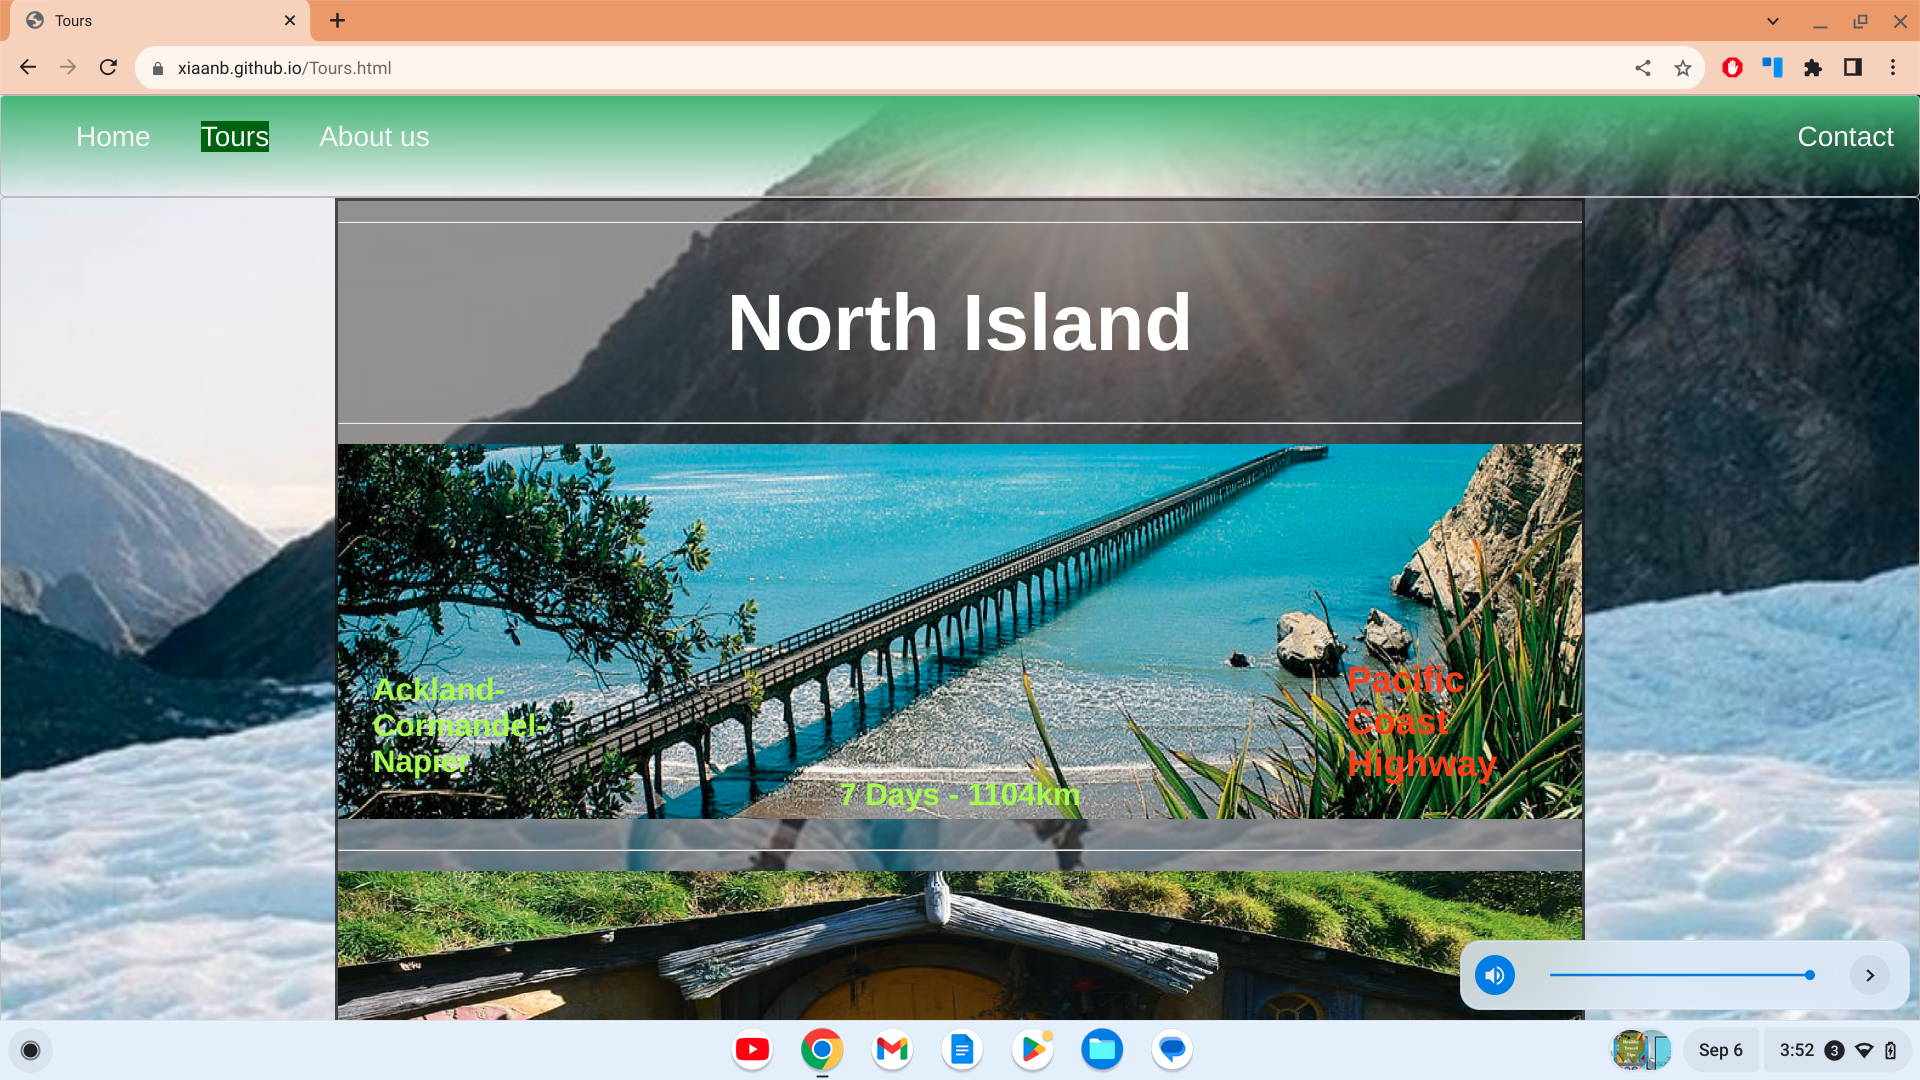 Tours
xiaanb.github.io/Tours.html
Home Tours About us Contact
North Island
Ackland-
Cormandel-
Napier
Pacific
Coast
Highway
7 Days - 1104km
Sep 6 3:52 3